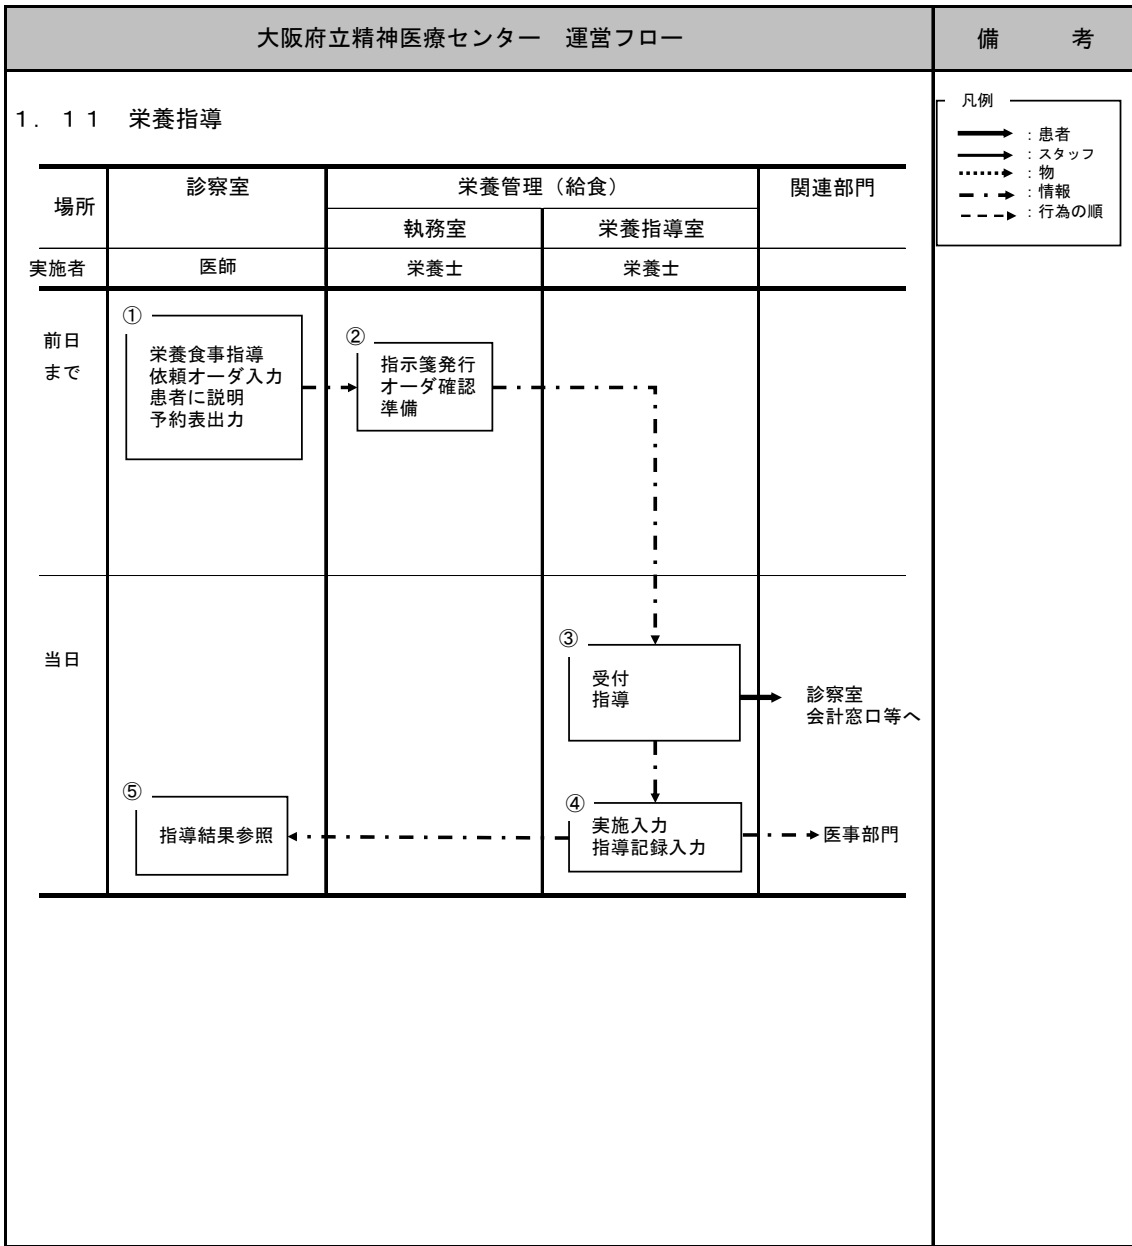 大阪府立精神医療センター　運営フロー
備　　考
１．１１　栄養指導
凡例
：患者
：スタッフ
：物
：情報
：行為の順
場所
診察室
栄養管理（給食）
関連部門
執務室
栄養指導室
実施者
医師
栄養士
栄養士
前日
まで
①
栄養食事指導
依頼オーダ入力
患者に説明
予約表出力
②
指示箋発行
オーダ確認
準備
当日
③
受付
指導
診察室
会計窓口等へ
⑤
指導結果参照
④
実施入力
指導記録入力
医事部門